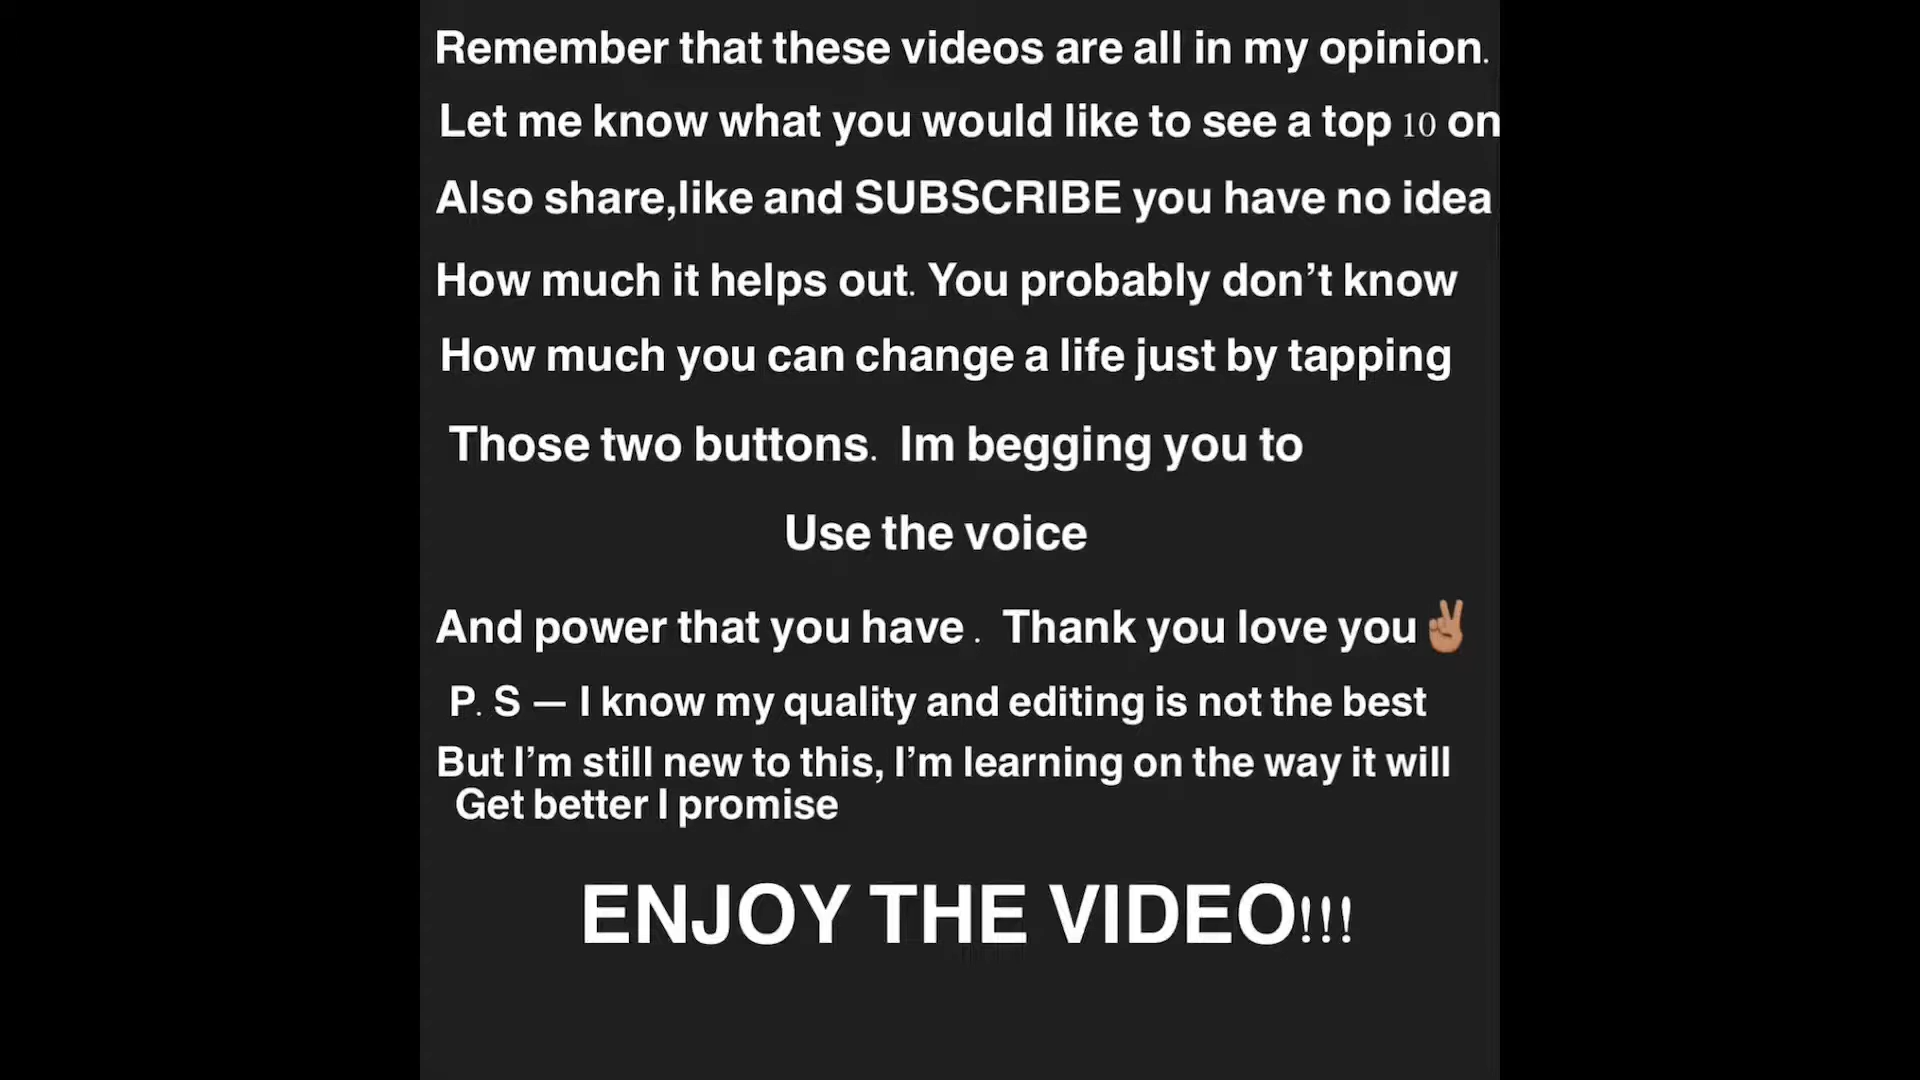 Remember that these videos are all in my opinion.
Let me know what you would like to see a top 10 on
Also share,like and SUBSCRIBE you have no idea
How much it helps out. You probably don’t know
How much you can change a life just by tapping
Those two buttons. Im begging you to
Use the voice
And power that you have . Thank you love you✌🏽
P. S — I know my quality and editing is not the best
But I’m still new to this, I’m learning on the way it will
Get better I promise
ENJOY THE VIDEO!!!